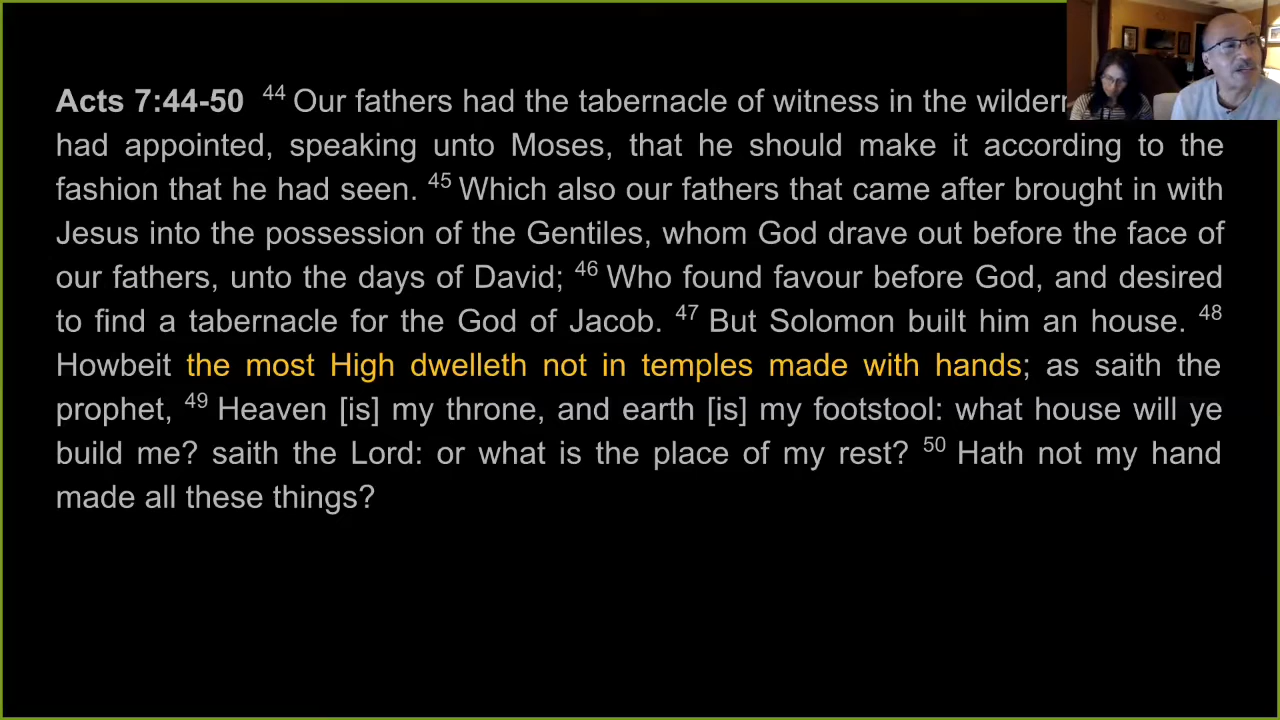 Acts 7:44-50 44 Our fathers had the tabernacle of witness in the
had appointed, speaking unto Moses, that he should make it according to the
fashion that he had seen. 45 Which also our fathers that came after brought in with
Jesus into the possession of the Gentiles, whom God drave out before the face of
our fathers, unto the days of David; 46 Who found favour before God, and desired
to find a tabernacle for the God of Jacob. 47 But Solomon built him an house. 48
Howbeit the most High dwelleth not in temples made with hands; as saith the
prophet, 49 Heaven [is] my throne, and earth [is] my footstool: what house will ye
build me? saith the Lord: or what is the place of my rest? 50 Hath not my hand
made all these things?